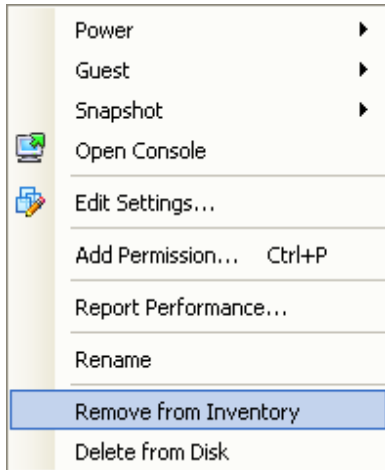 Power
Guest
Snapshot
Open Console
Edit Settings...
Add Permission... Ctrl+P
Report Performance...
Rename
Remove from Inventory
Delete from Disk